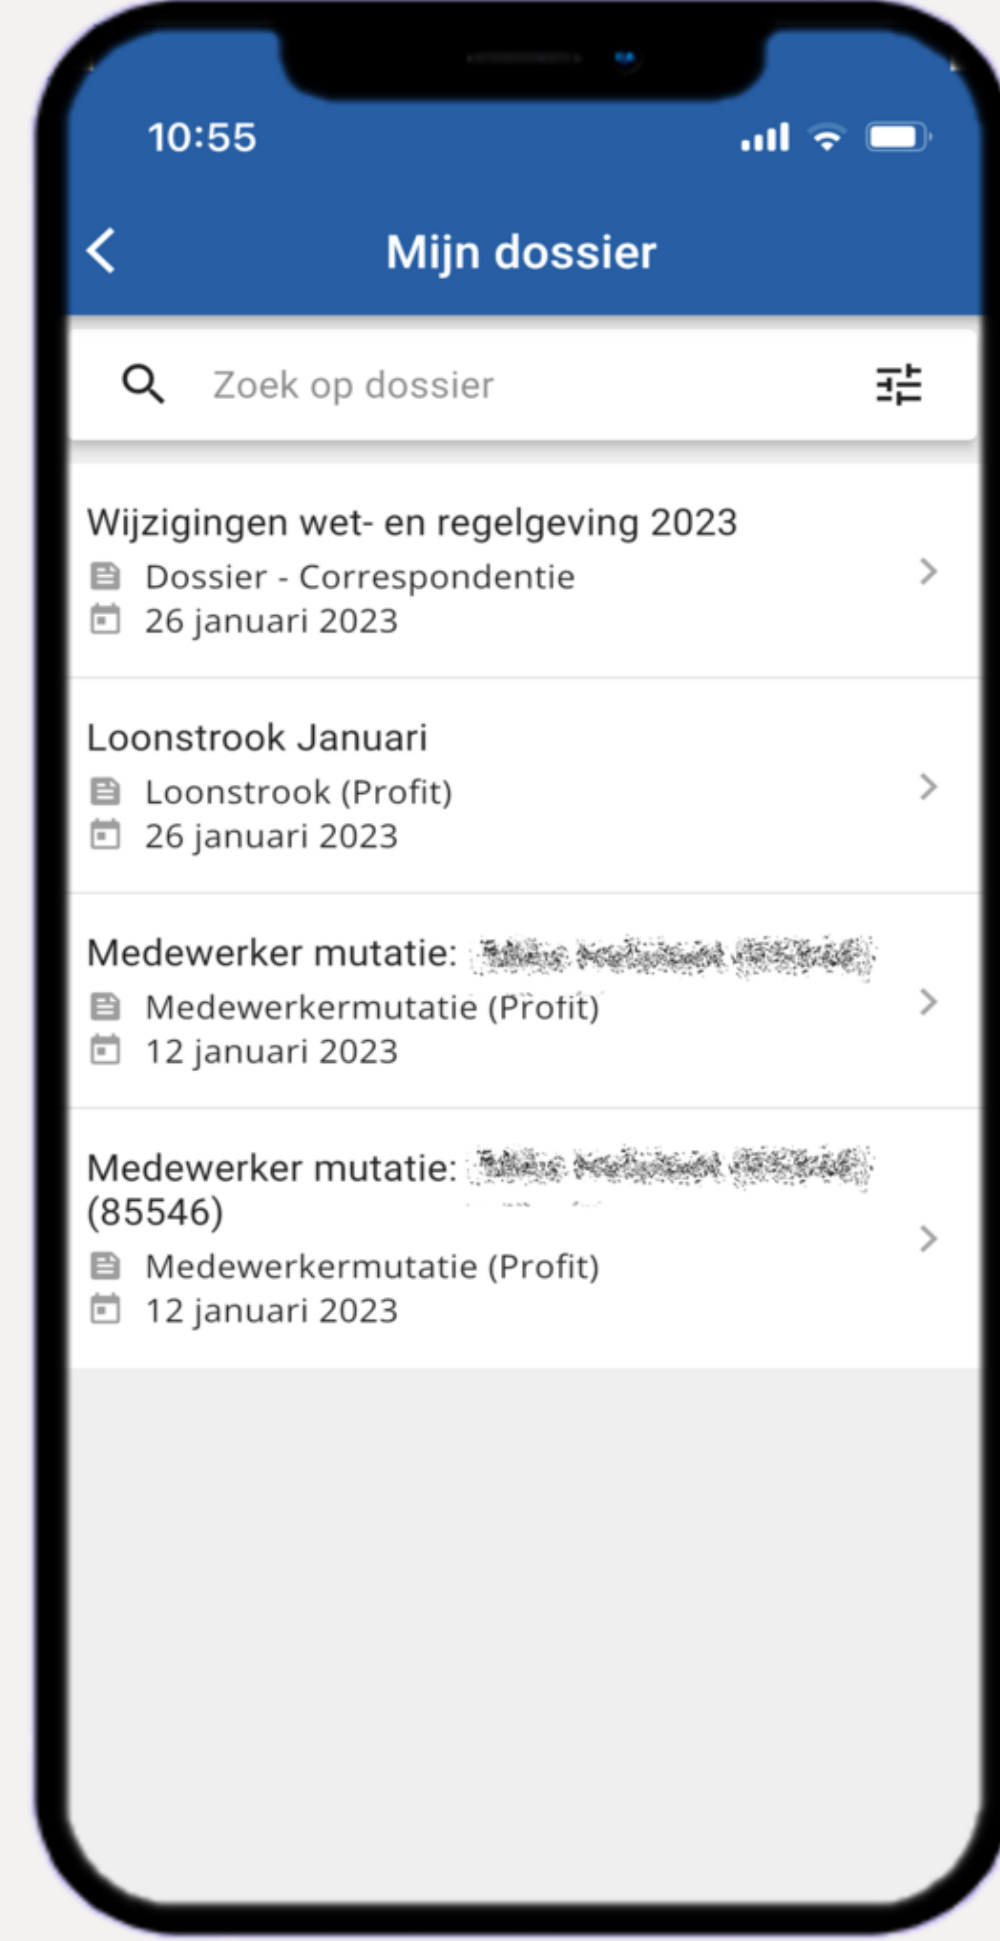 10:55
Mijn dossier
Zoek op dossier
Wijzigingen wet- en regelgeving 2023
Dossier - Correspondentie
26 januari 2023
Loonstrook Januari
Loonstrook (Profit)
26 januari 2023
Medewerker mutatie:
Medewerkermutatie (Profit)
12 januari 2023
Medewerker mutatie:
(85546)
Medewerkermutatie (Profit)
12 januari 2023